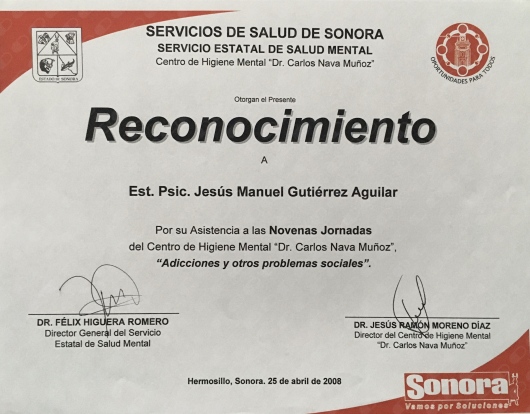 SERVICIOS DE SALUD DE SONORA
SERVICIO ESTATAL DE SALUD MENTAL
Centro de Higiene Mental "Dr. Carlos Nava Muñoz"
ESTADO DE SONORA
OPORTUNIDADES PARA TODOS
Otorgan el Presente
Reconocimiento
A
Est. Psic. Jesús Manuel Gutiérrez Aguilar
Por su Asistencia a las Novenas Jornadas
del Centro de Higiene Mental "Dr. Carlos Nava Muñoz",
"Adicciones y otros problemas sociales".
DR. FÉLIX HIGUERA ROMERO
Director General del Servicio
Estatal de Salud Mental
DR. JESÚS RAMÓN MORENO DÍAZ
Director del Centro de Higiene Mental
"Dr. Carlos Nava Muñoz"
Hermosillo, Sonora. 25 de abril de 2008
Sonora
Vamos por Soluciones